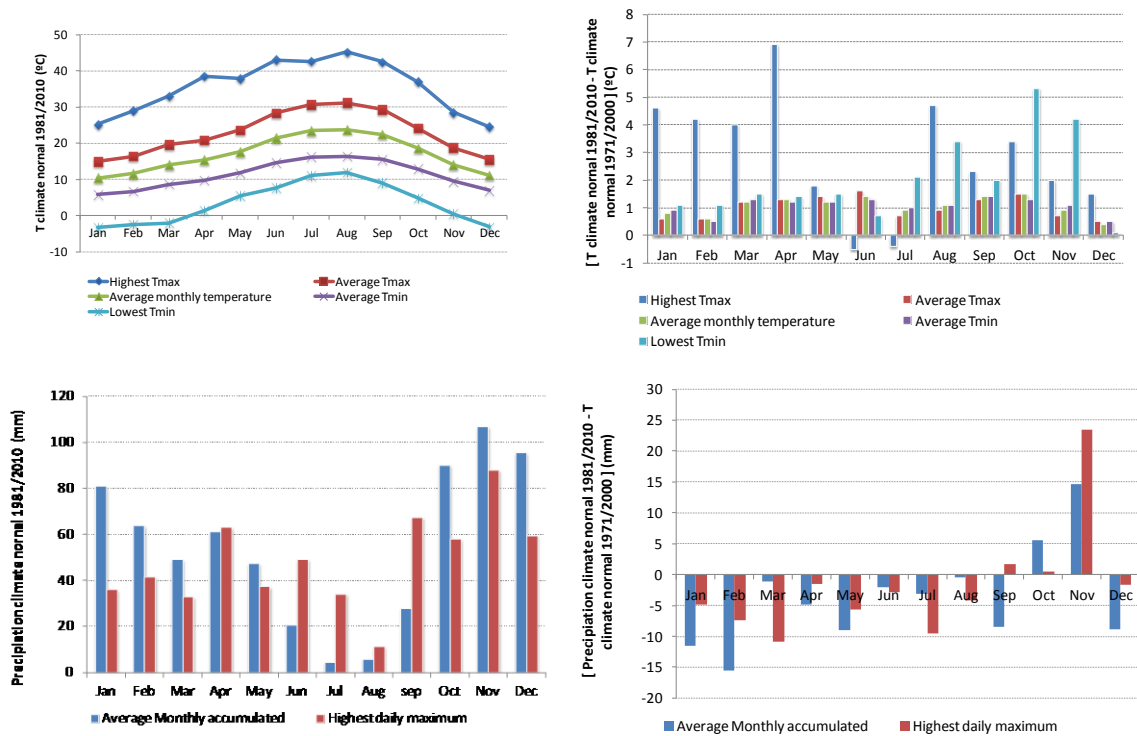 T climate nornal 1981/2010 (ºC)
50
40
30
20
10
0
-10
Jan Feb Mar Apr May Jun Jul Aug Sep Oct Nov Dec
Highest Tmax
Average Tmax
Average monthly temperature
Average Tmin
Lowest Tmin
[T climate nornal 1981/2010 - T climate
normal 1971/2000] (ºC)
8
7
6
5
4
3
2
1
0
-1
Jan Feb Mar Apr May Jun Jul Aug Sep Oct Nov Dec
Highest Tmax
Average Tmax
Average monthly temperature
Average Tmin
Lowest Tmin
Precripiation climate nornal 1981/2010 (mm)
120
100
80
60
40
20
0
Jan Feb Mar Apr May Jun Jul Aug sep Oct Nov Dec
Average Monthly accumulated
Highest daily maximum
[ Precipiation climate nornal 1981/2010 - T
climate nornal 1971/2000] (mm)
30
25
20
15
10
5
0
-5
-10
-15
-20
Jan Feb Mar Apr May Jun Jul Aug Sep Oct Nov Dec
Average Monthly accumulated
Highest daily maximum